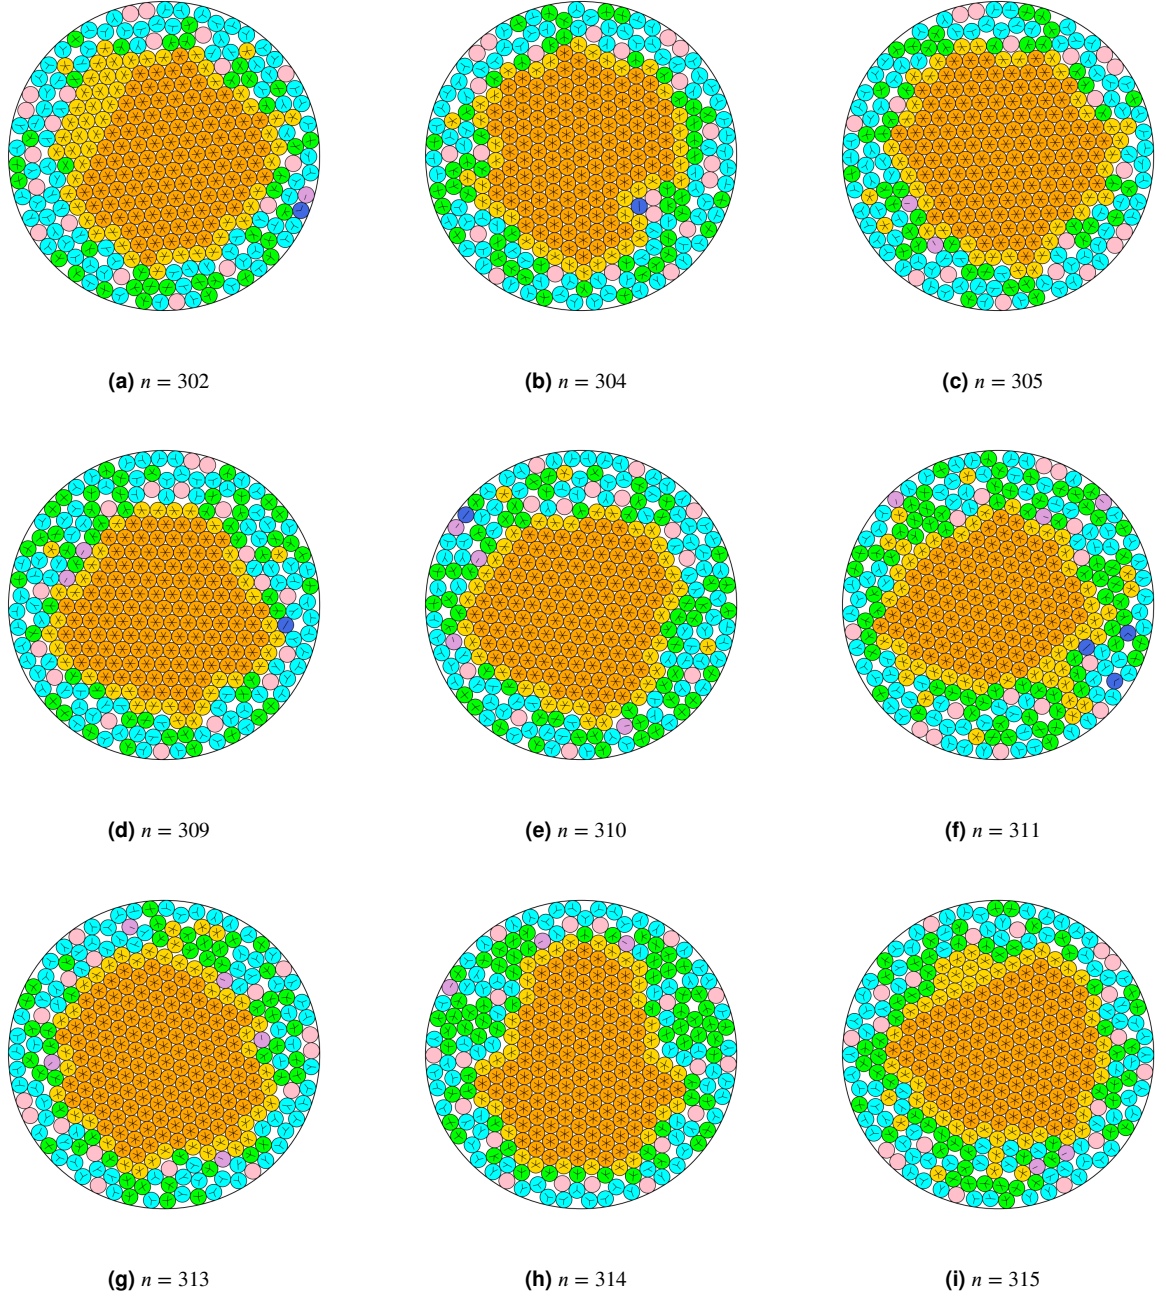 (a) n = 302
(b) n = 304
(c) n = 305
(d) n = 309
(e) n = 310
(f) n = 311
(g) n = 313
(h) n = 314
(i) n = 315